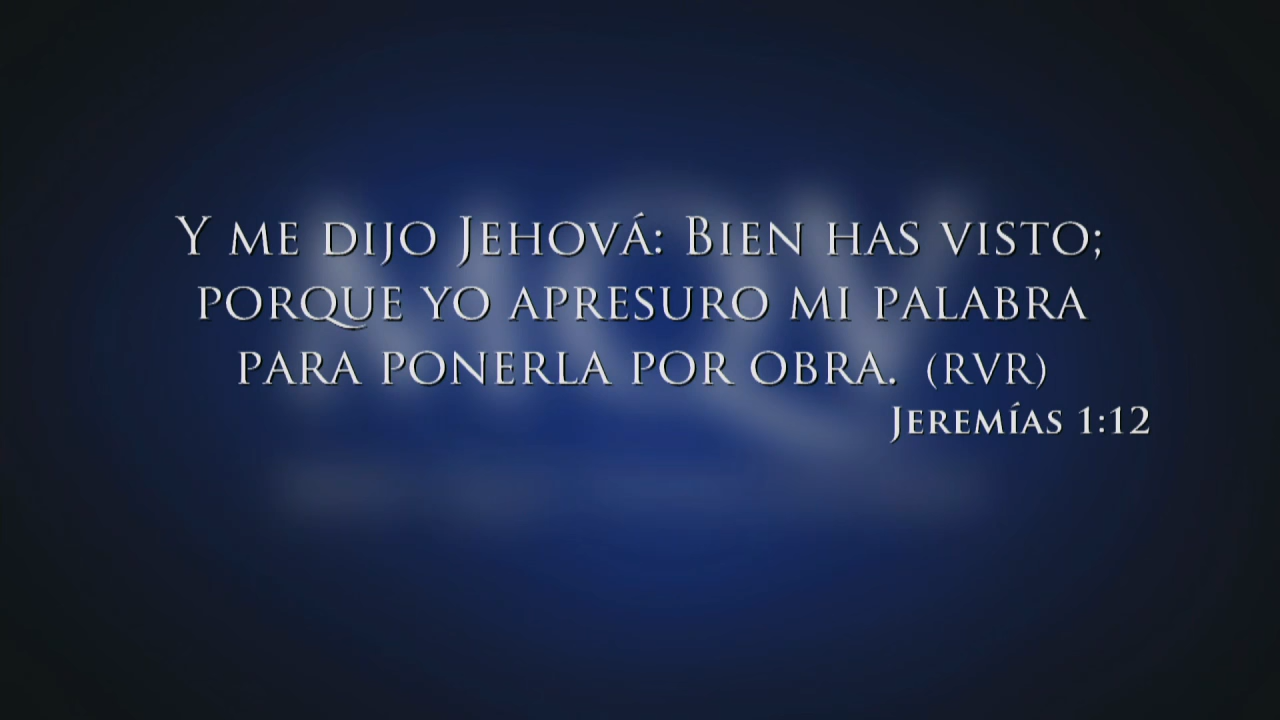 Y me dijo Jehová: Bien has visto;
porque yo apresuro mi palabra
para ponerla por obra. (RVR)
Jeremías 1:12